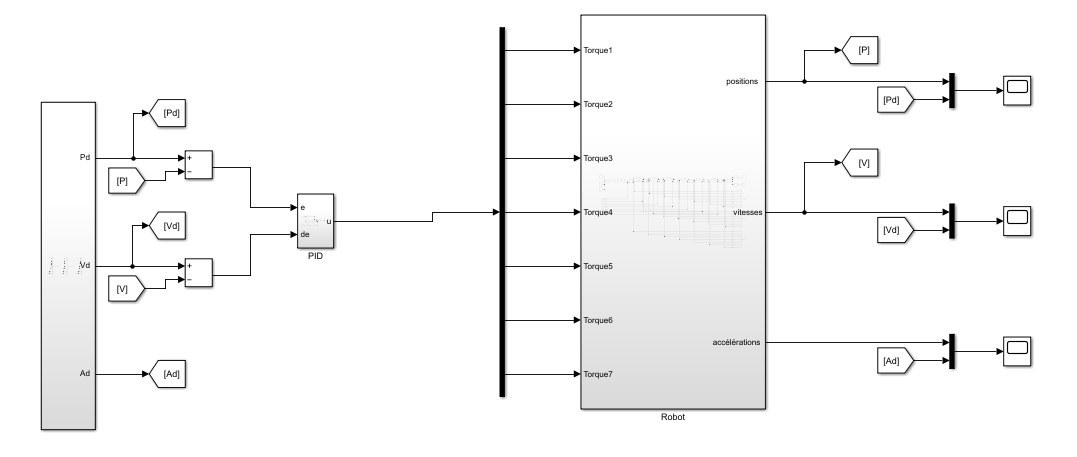 Pd
[Pd]
+
−
[P]
Vd
[Vd]
+
−
[V]
Ad
[Ad]
e
de
u
PID
Torque1
Torque2
Torque3
Torque4
Torque5
Torque6
Torque7
positions
vitesses
accélérations
Robot
[P]
[Pd]
[V]
[Vd]
[Ad]